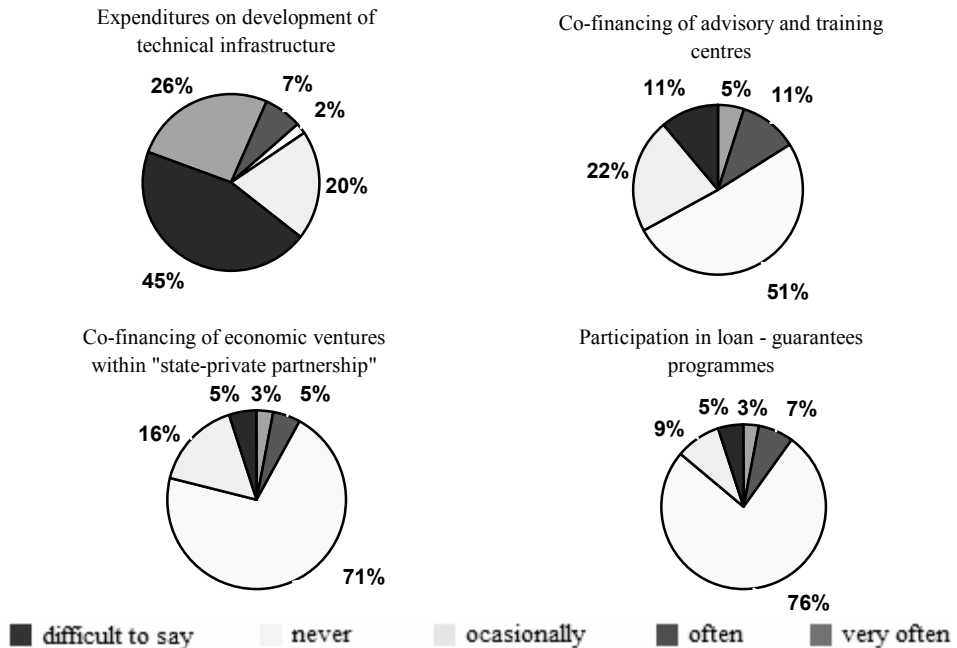 Expenditures on development of
technical infrastructure
26%
7%
2%
20%
45%
Co-financing of advisory and training
centres
11%
5%
11%
22%
51%
Co-financing of economic ventures
within "state-private partnership"
5%
3%
5%
16%
71%
Participation in loan - guarantees
programmes
5%
3%
7%
9%
76%
difficult to say
never
ocasionally
often
very often